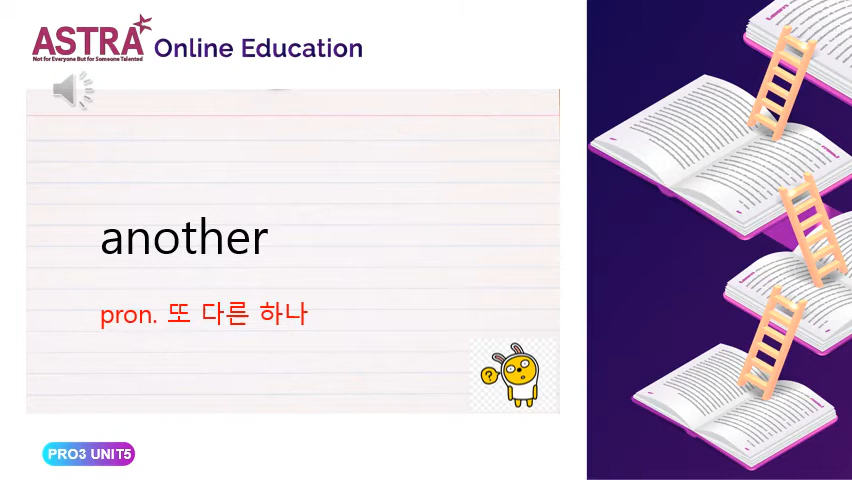 ASTRA
Not for Everyone But for Someone Talented
Online Education
another
pron. 또 다른 하나
?
PRO3 UNIT5